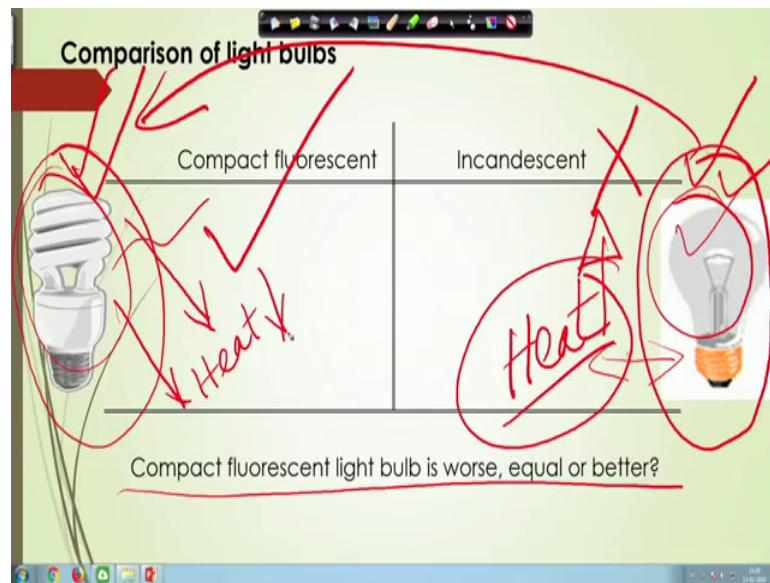 Comparison of light bulbs
Compact fluorescent
Incandescent
Heat
Heat
Compact fluorescent light bulb is worse, equal or better?